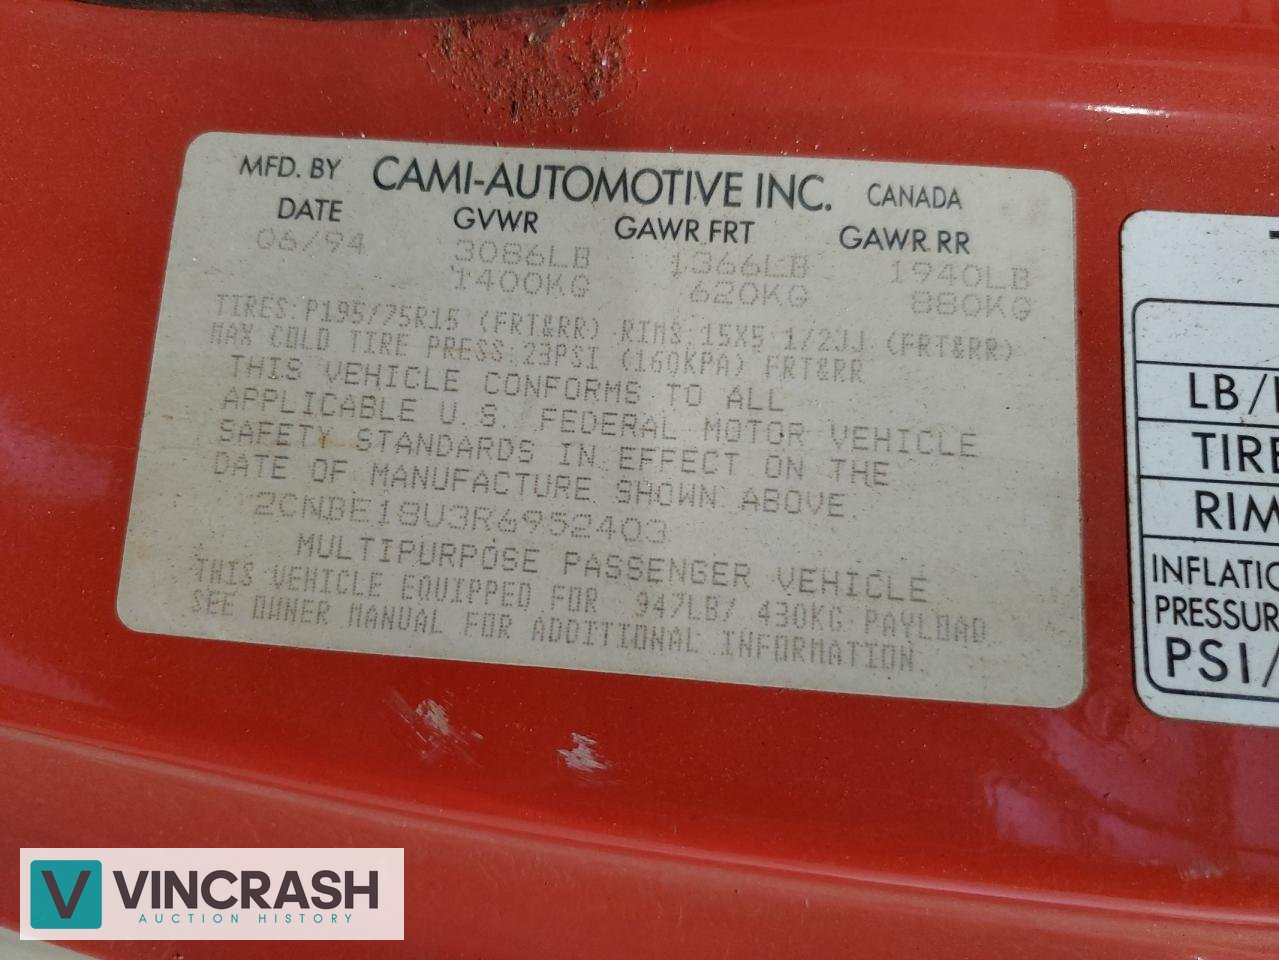 MFD. BY CAMI-AUTOMOTIVE INC. CANADA
DATE GVWR GAWR FRT GAWR RR
06/94 3086LB 1366LB 1940LB
1400KG 620KG 880KG
TIRES:P195/75R15 (FRT&RR) RIMS:15X5 1/2JJ (FRT&RR)
MAX COLD TIRE PRESS:23PSI (160KPA) FRT&RR
THIS VEHICLE CONFORMS TO ALL
APPLICABLE U.S. FEDERAL MOTOR VEHICLE
SAFETY STANDARDS IN EFFECT ON THE
DATE OF MANUFACTURE SHOWN ABOVE.
2CNBE18U3R6952403
MULTIPURPOSE PASSENGER VEHICLE
THIS VEHICLE EQUIPPED FOR 947LB/ 430KG PAYLOAD
SEE OWNER MANUAL FOR ADDITIONAL INFORMATION.
LB/
TIRE
RIM
INFLATIO
PRESSUR
PSI/
V VINCRASH
AUCTION HISTORY